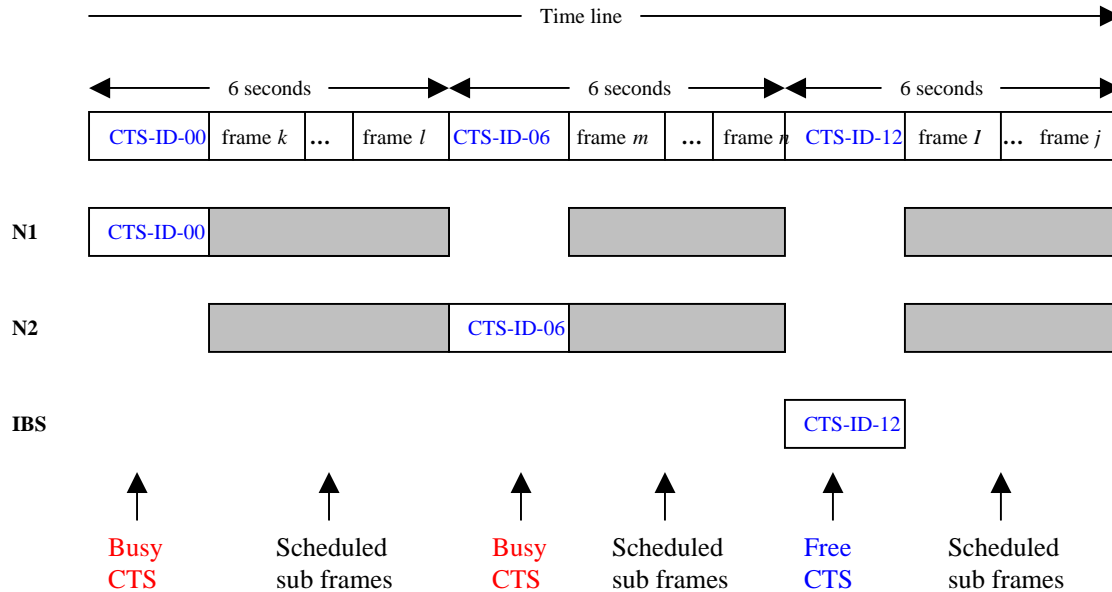 Time line
6 seconds 6 seconds 6 seconds
CTS-ID-00 frame k ... frame l CTS-ID-06 frame m ... frame n CTS-ID-12 frame I ... frame j
N1 CTS-ID-00
N2 CTS-ID-06
IBS CTS-ID-12
Busy Scheduled Busy Scheduled Free Scheduled
CTS sub frames CTS sub frames CTS sub frames